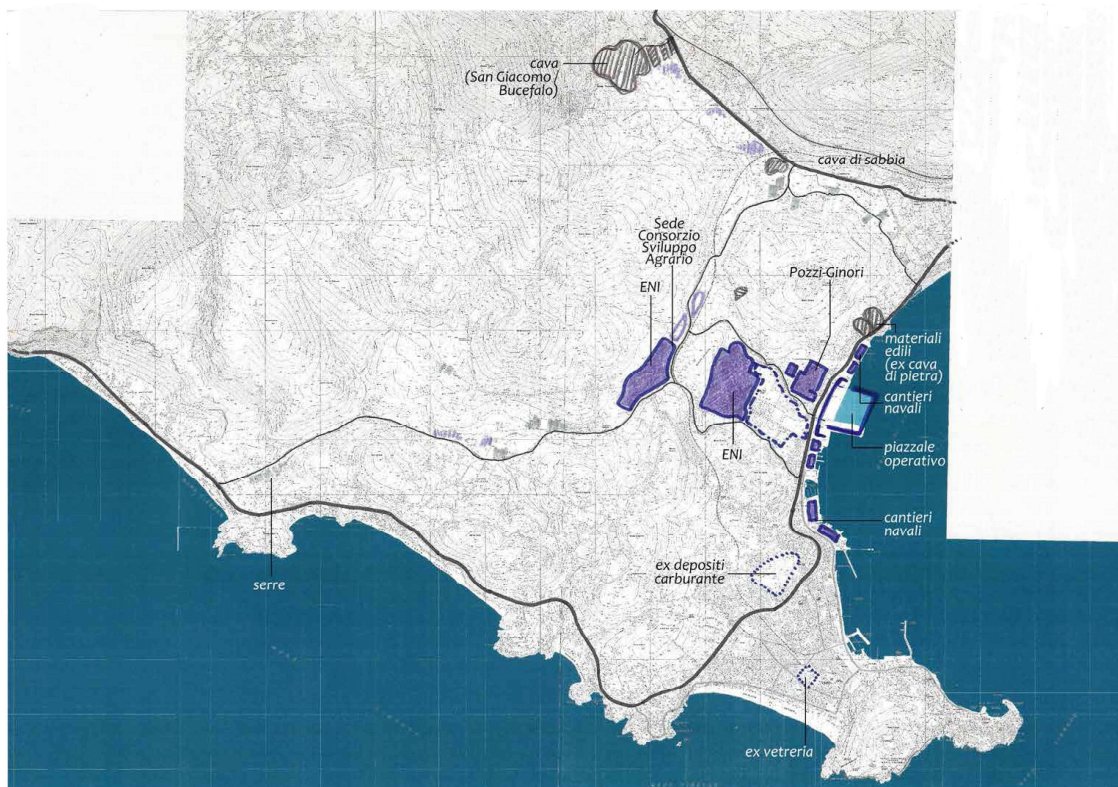 cava
(San Giacomo /
Bucefalo)
cava di sabbia
Sede
Consorzio
Sviluppo
Agrario
ENI
Pozzi-Ginori
materiali
edili
(ex cava
di pietra)
cantieri
navali
piazzale
operativo
ENI
cantieri
navali
ex depositi
carburante
serre
ex vetreria